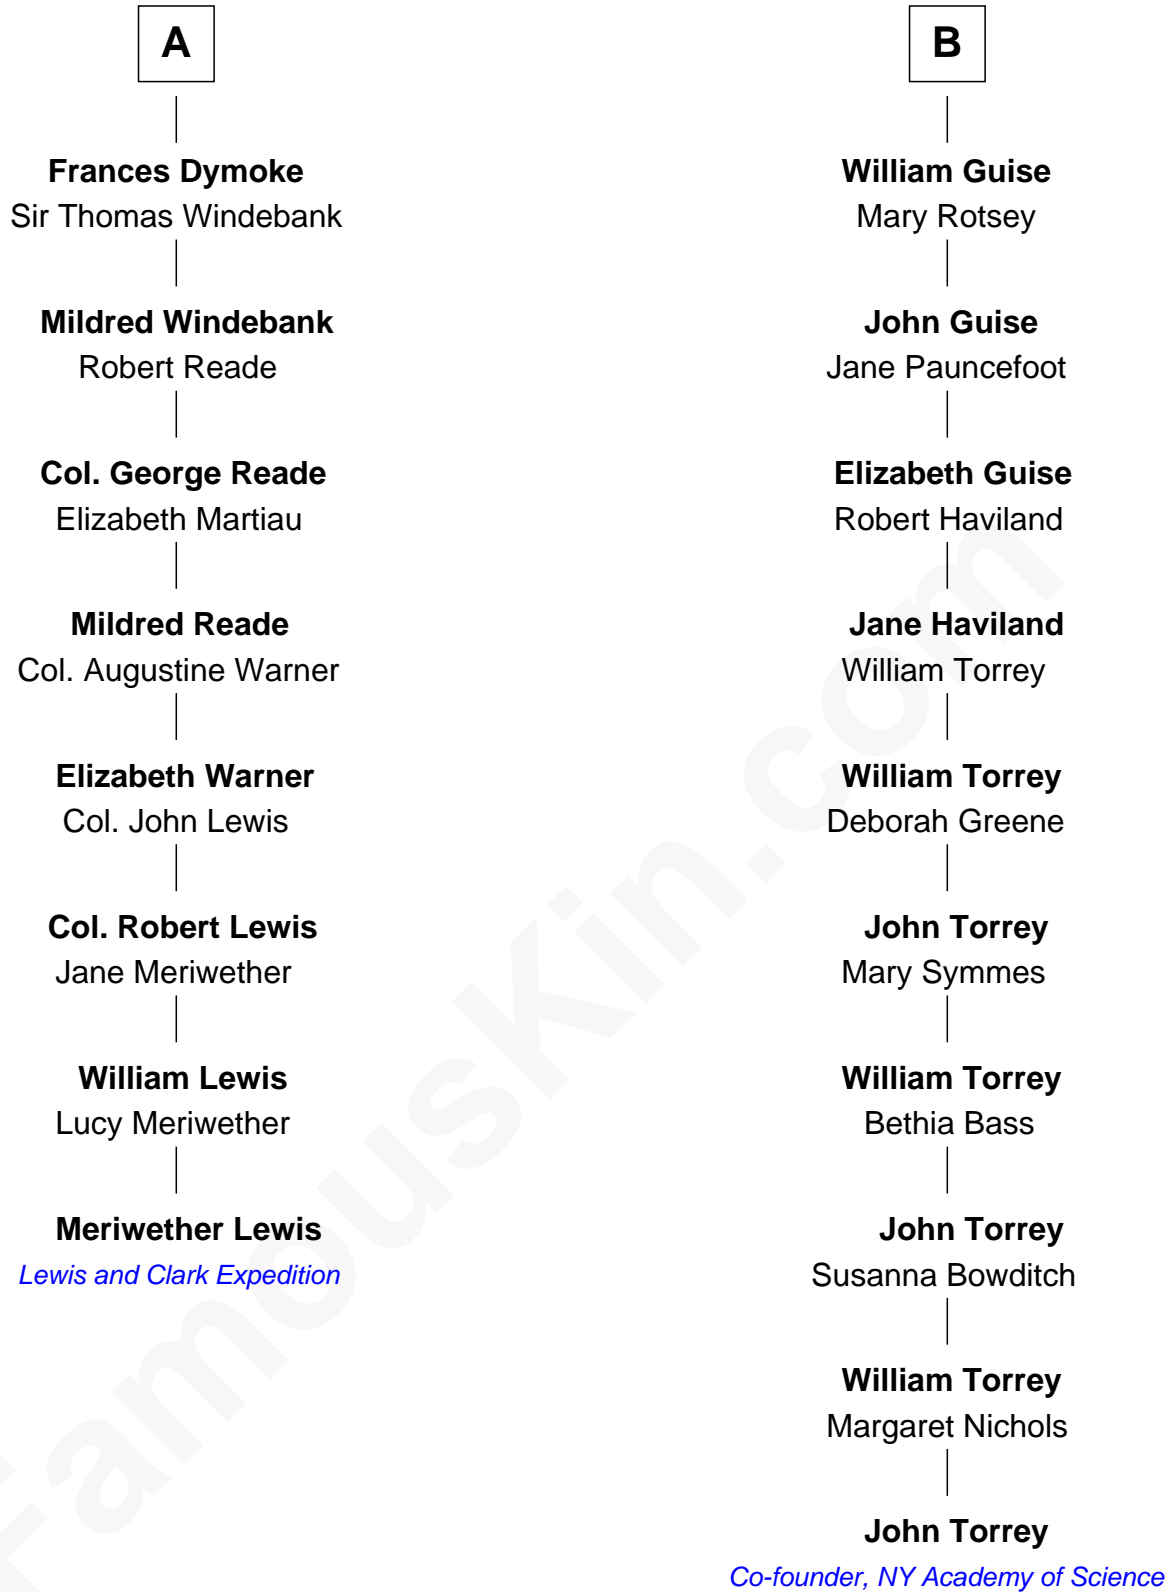 A
Frances Dymoke
Sir Thomas Windebank
Mildred Windebank
Robert Reade
Col. George Reade
Elizabeth Martiau
Mildred Reade
Col. Augustine Warner
Elizabeth Warner
Col. John Lewis
Col. Robert Lewis
Jane Meriwether
William Lewis
Lucy Meriwether
Meriwether Lewis
Lewis and Clark Expedition
B
William Guise
Mary Rotsey
John Guise
Jane Pauncefoot
Elizabeth Guise
Robert Haviland
Jane Haviland
William Torrey
William Torrey
Deborah Greene
John Torrey
Mary Symmes
William Torrey
Bethia Bass
John Torrey
Susanna Bowditch
William Torrey
Margaret Nichols
John Torrey
Co-founder, NY Academy of Science
FamousKin.com